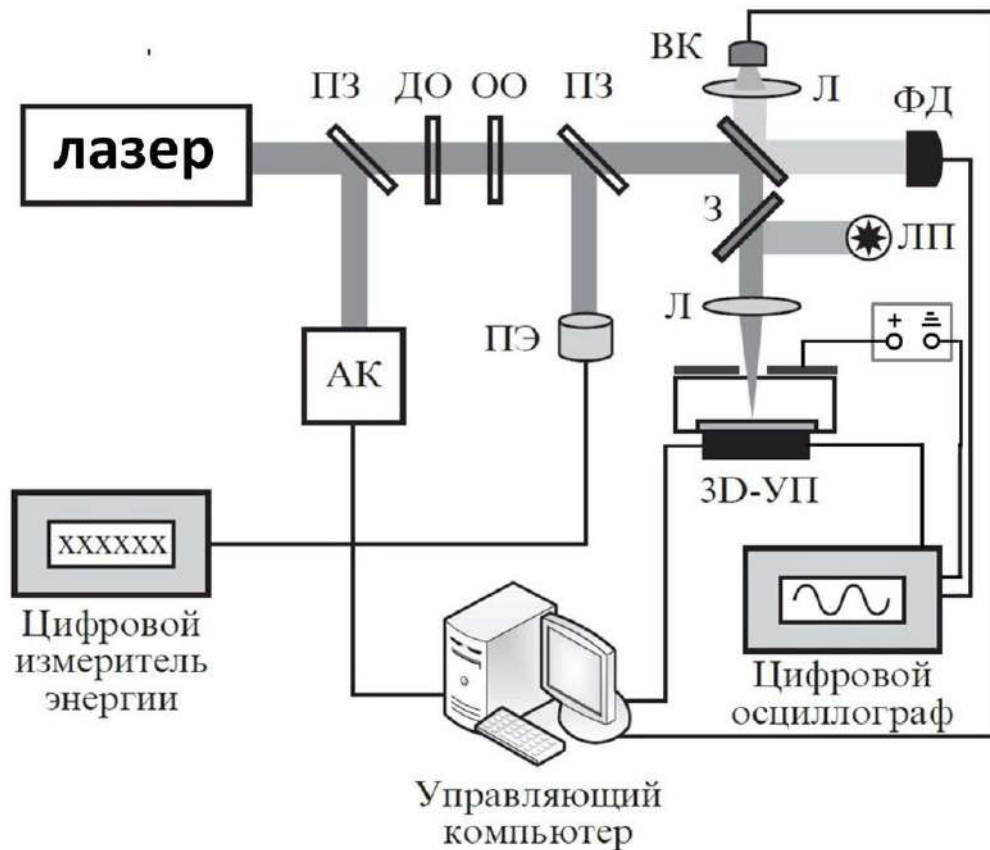 ВК
ПЗ
ДО
ОО
ПЗ
Л
ФД
лазер
З
ЛП
Л
+
ПЭ
АК
3D-УП
XXXXXX
Цифровой
измеритель
энергии
Цифровой
осциллограф
Управляющий
компьютер